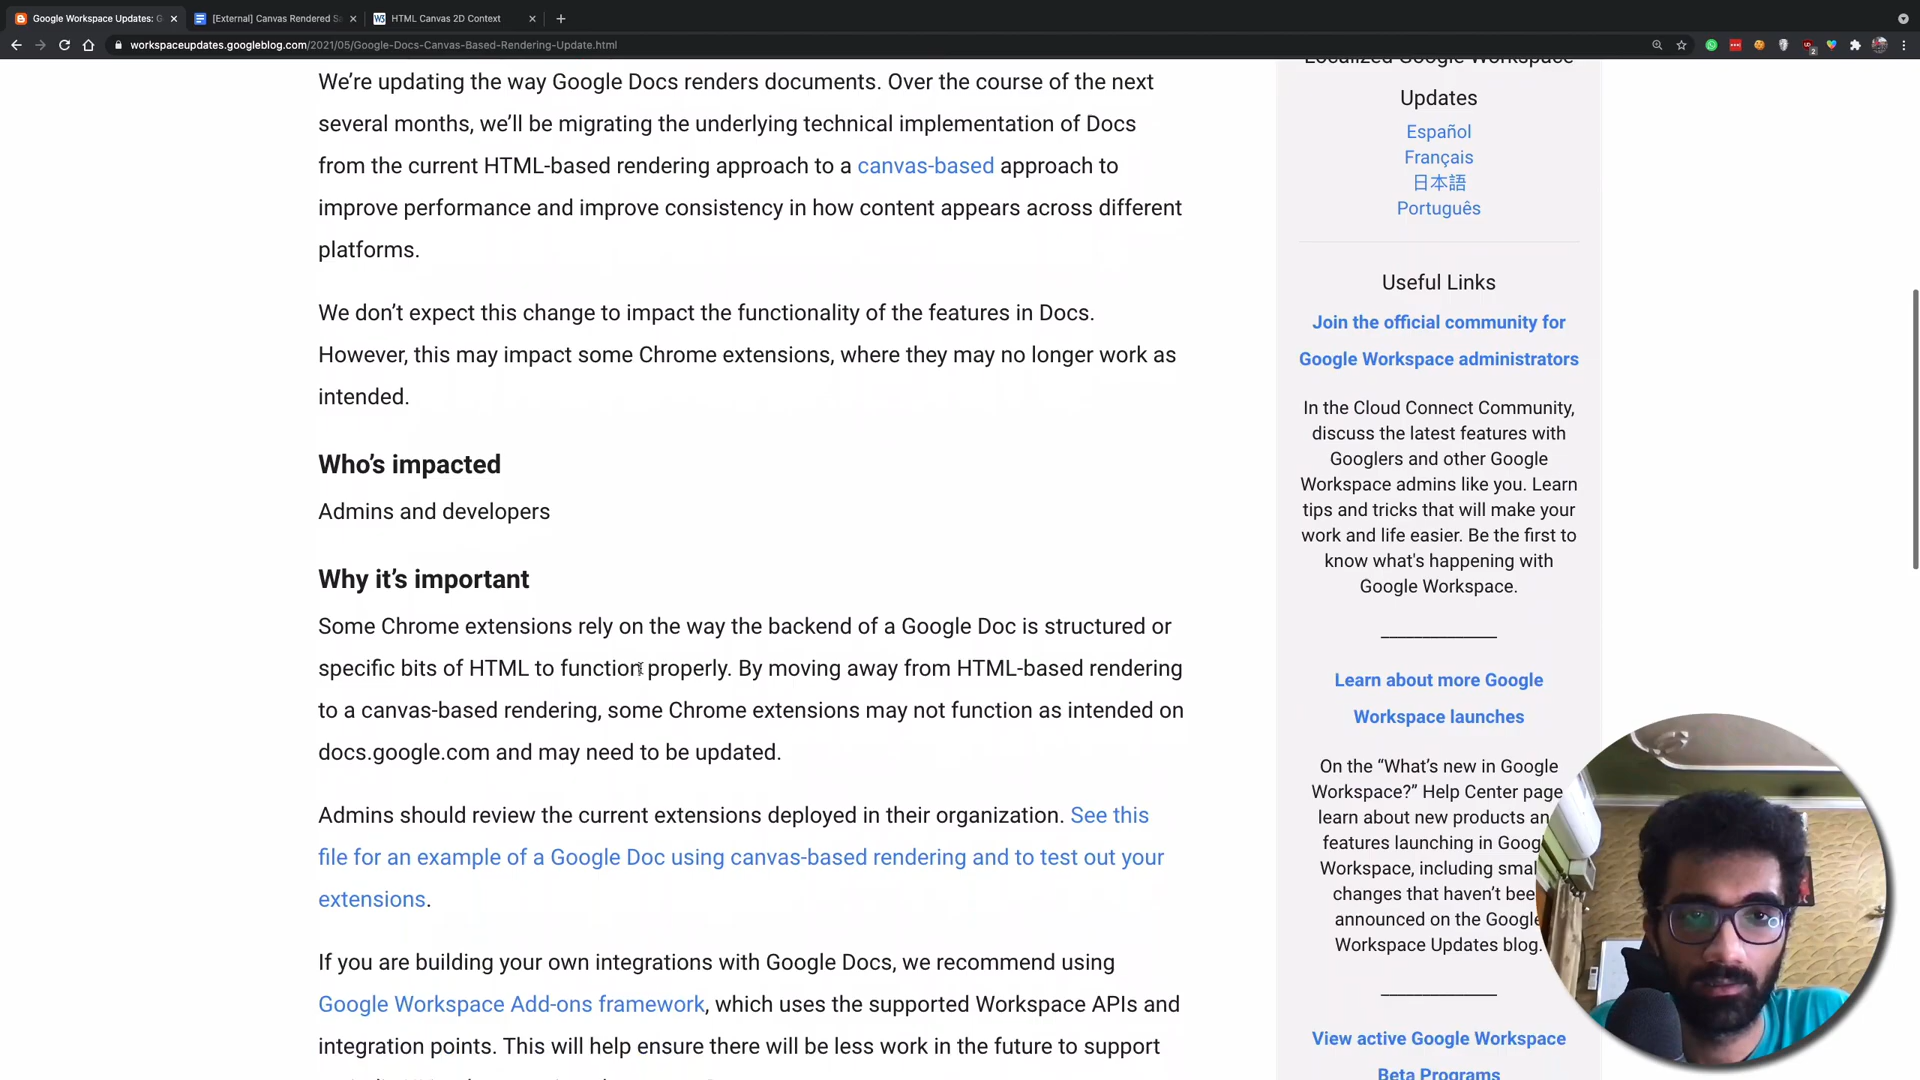 Google Workspace Updates: G
[External] Canvas Rendered Sa
HTML Canvas 2D Context
workspaceupdates.googleblog.com/2021/05/Google-Docs-Canvas-Based-Rendering-Update.html
We’re updating the way Google Docs renders documents. Over the course of the next
several months, we’ll be migrating the underlying technical implementation of Docs
from the current HTML-based rendering approach to a canvas-based approach to
improve performance and improve consistency in how content appears across different
platforms.
We don’t expect this change to impact the functionality of the features in Docs.
However, this may impact some Chrome extensions, where they may no longer work as
intended.
Who’s impacted
Admins and developers
Why it’s important
Some Chrome extensions rely on the way the backend of a Google Doc is structured or
specific bits of HTML to function properly. By moving away from HTML-based rendering
to a canvas-based rendering, some Chrome extensions may not function as intended on
docs.google.com and may need to be updated.
Admins should review the current extensions deployed in their organization. See this
file for an example of a Google Doc using canvas-based rendering and to test out your
extensions.
If you are building your own integrations with Google Docs, we recommend using
Google Workspace Add-ons framework, which uses the supported Workspace APIs and
integration points. This will help ensure there will be less work in the future to support
Localized Google Workspace
Updates
Español
Français
日本語
Português
Useful Links
Join the official community for
Google Workspace administrators
In the Cloud Connect Community,
discuss the latest features with
Googlers and other Google
Workspace admins like you. Learn
tips and tricks that will make your
work and life easier. Be the first to
know what's happening with
Google Workspace.
Learn about more Google
Workspace launches
On the “What’s new in Google
Workspace?” Help Center page
learn about new products an
features launching in Goog
Workspace, including smal
changes that haven’t bee
announced on the Google
Workspace Updates blog.
View active Google Workspace
Beta Programs